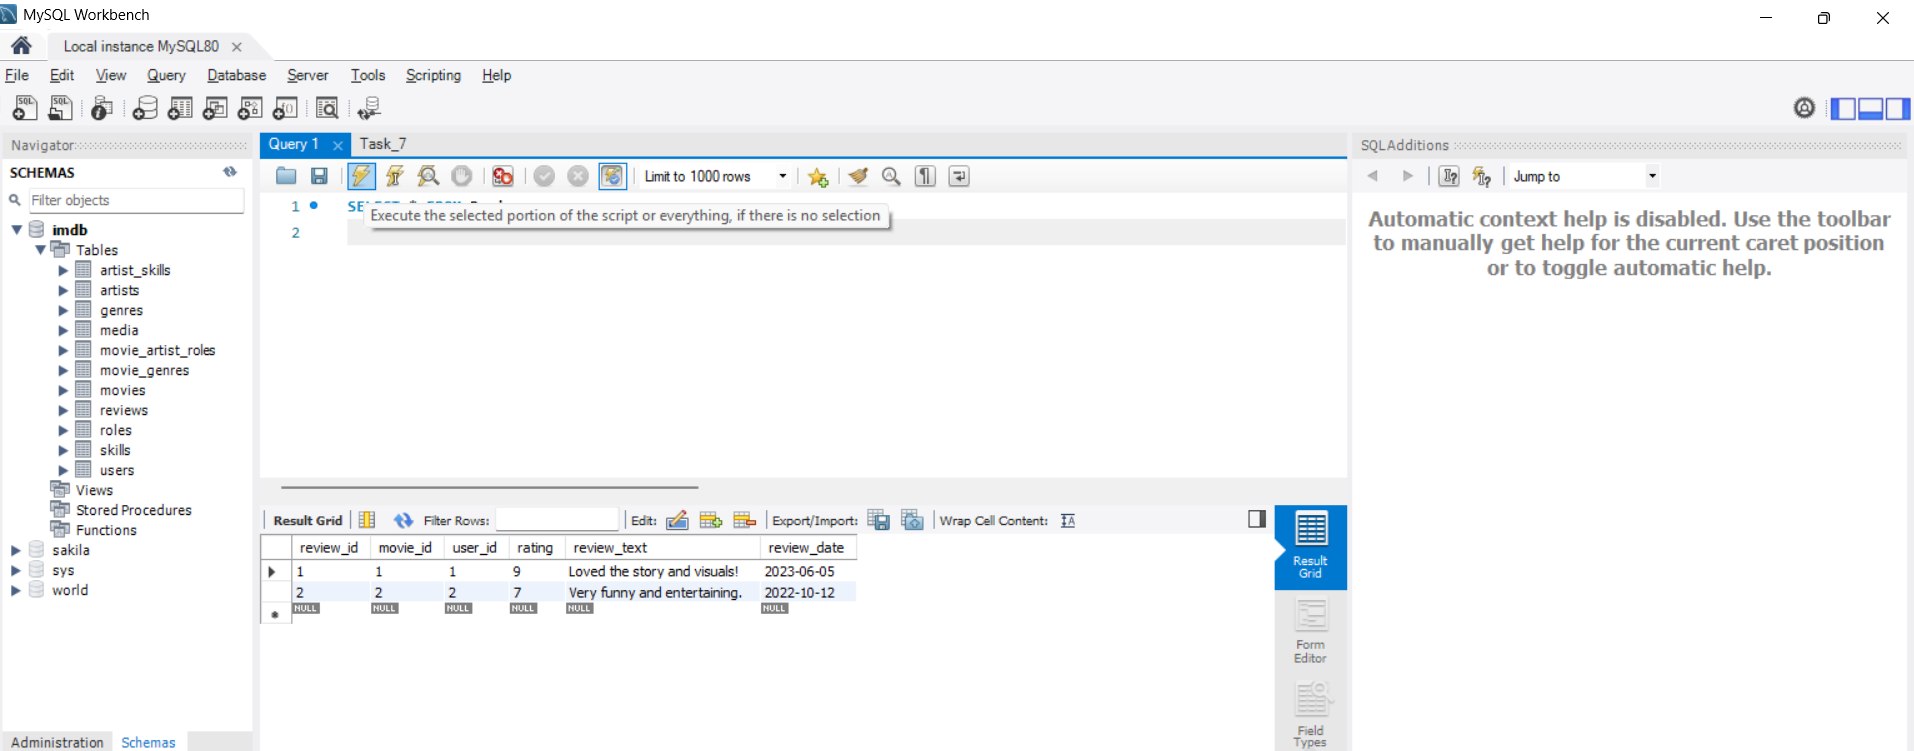 MySQL Workbench
Local instance MySQL80
File Edit View Query Database Server Tools Scripting Help
Navigator
SCHEMAS
Filter objects
imdb
Tables
artist_skills
artists
genres
media
movie_artist_roles
movie_genres
movies
reviews
roles
skills
users
Views
Stored Procedures
Functions
sakila
sys
world
Administration Schemas
Query 1 Task_7
Limit to 1000 rows
1
Execute the selected portion of the script or everything, if there is no selection
2
Result Grid Filter Rows: Edit: Export/Import: Wrap Cell Content:
review_id movie_id user_id rating review_text review_date
1 1 1 9 Loved the story and visuals! 2023-06-05
2 2 2 7 Very funny and entertaining. 2022-10-12
NULL NULL NULL NULL NULL NULL
Result
Grid
Form
Editor
Field
Types
SQLAdditions
Jump to
Automatic context help is disabled. Use the toolbar
to manually get help for the current caret position
or to toggle automatic help.